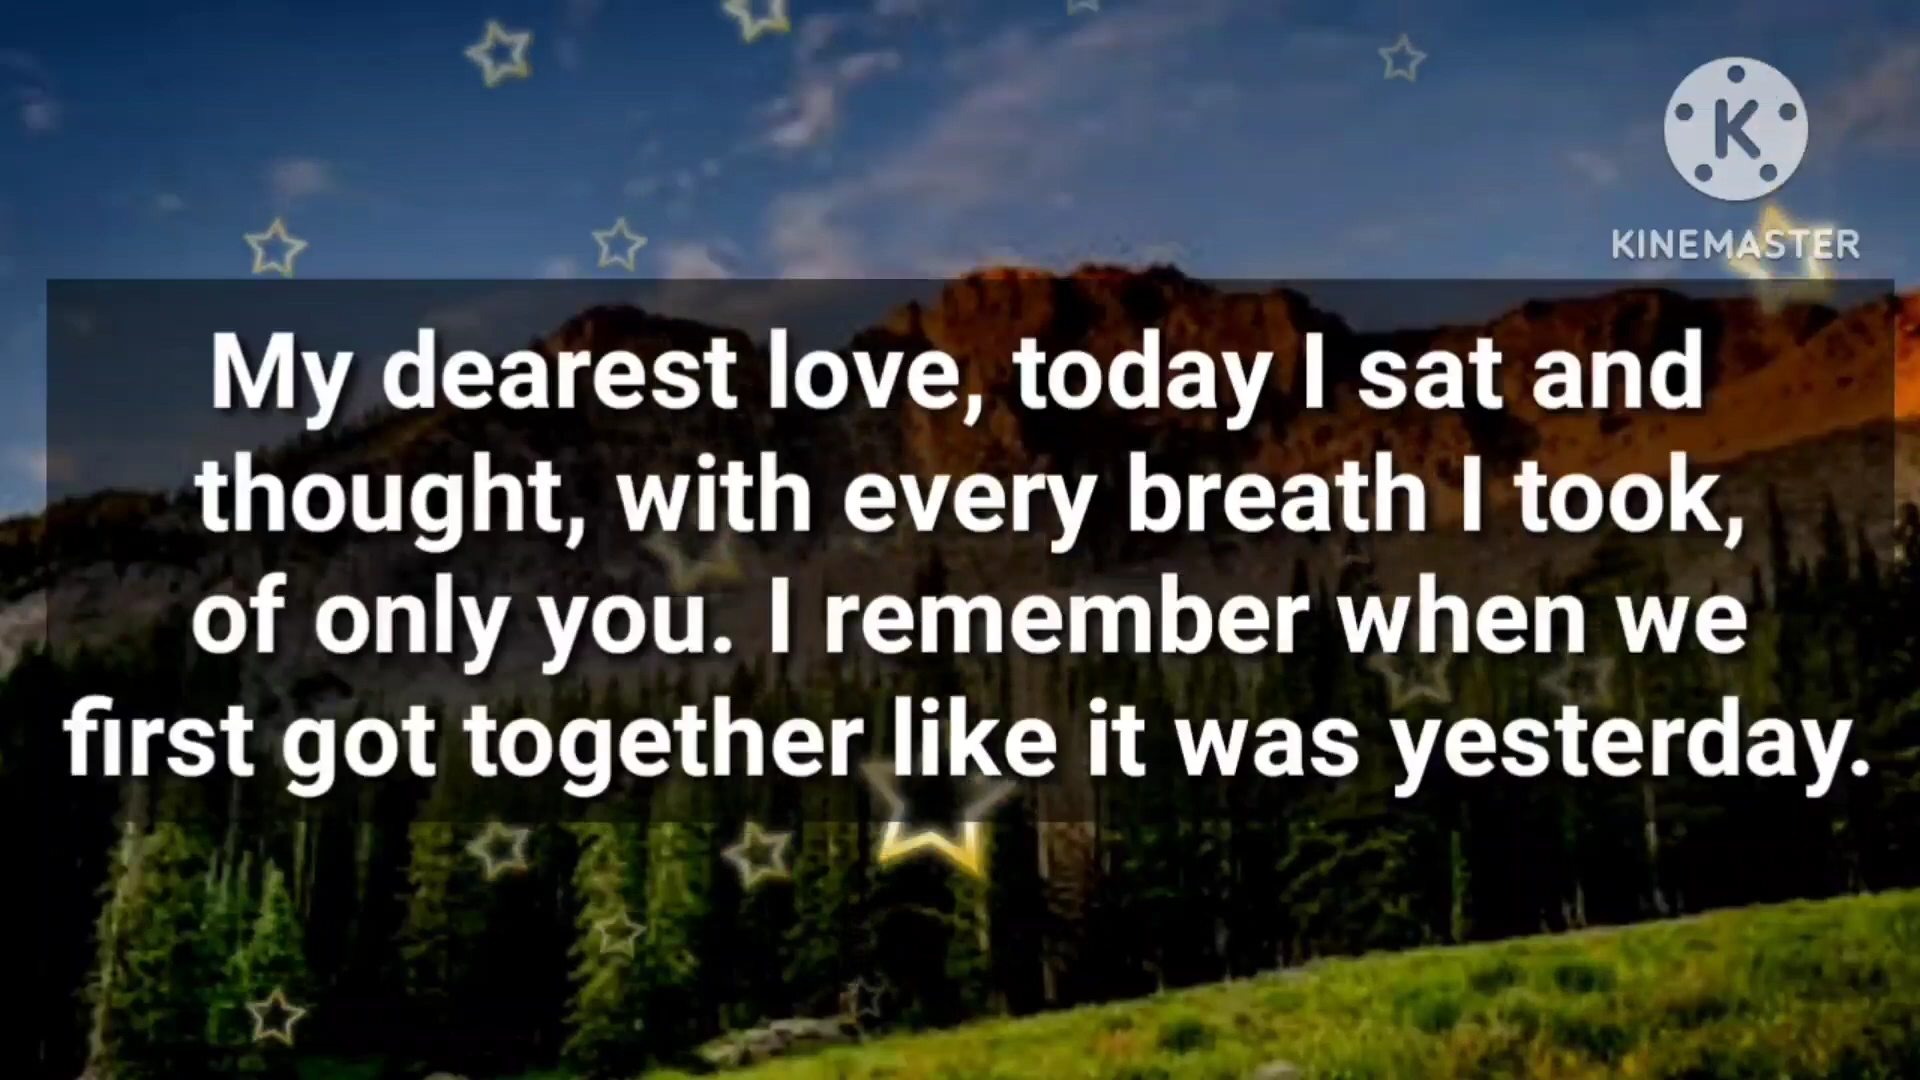 K
KINEMASTER
My dearest love, today I sat and
thought, with every breath I took,
of only you. I remember when we
first got together like it was yesterday.